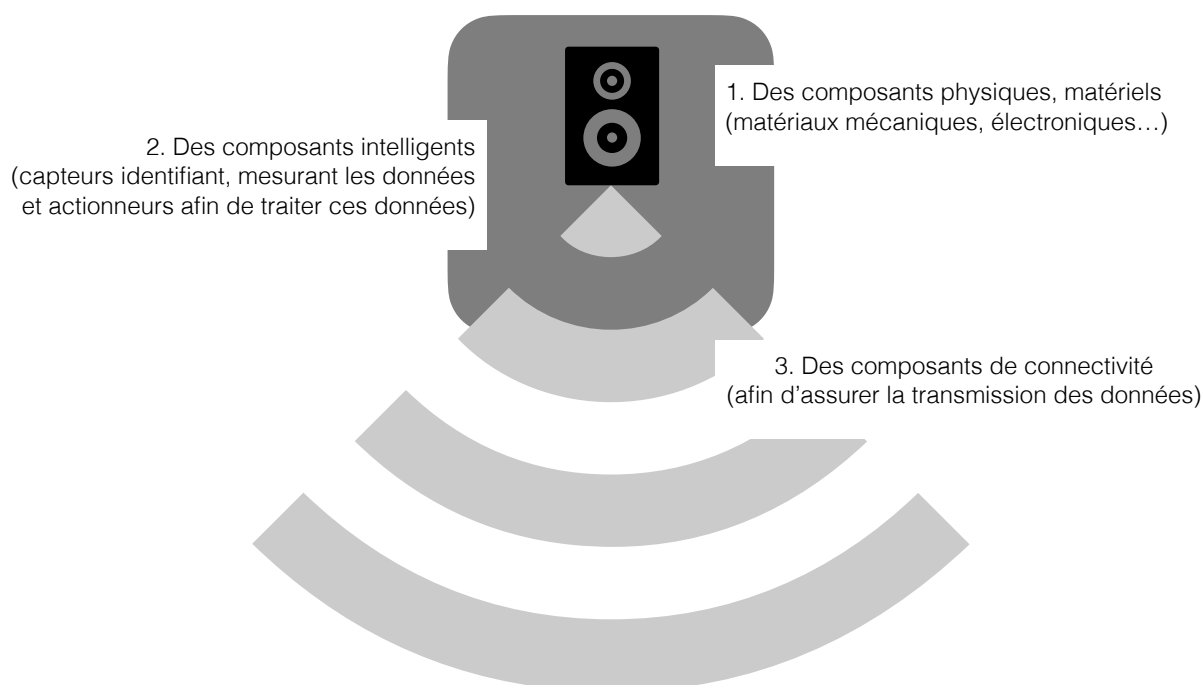 1. Des composants physiques, matériels
(matériaux mécaniques, électroniques…)
2. Des composants intelligents
(capteurs identifiant, mesurant les données
et actionneurs afin de traiter ces données)
3. Des composants de connectivité
(afin d’assurer la transmission des données)